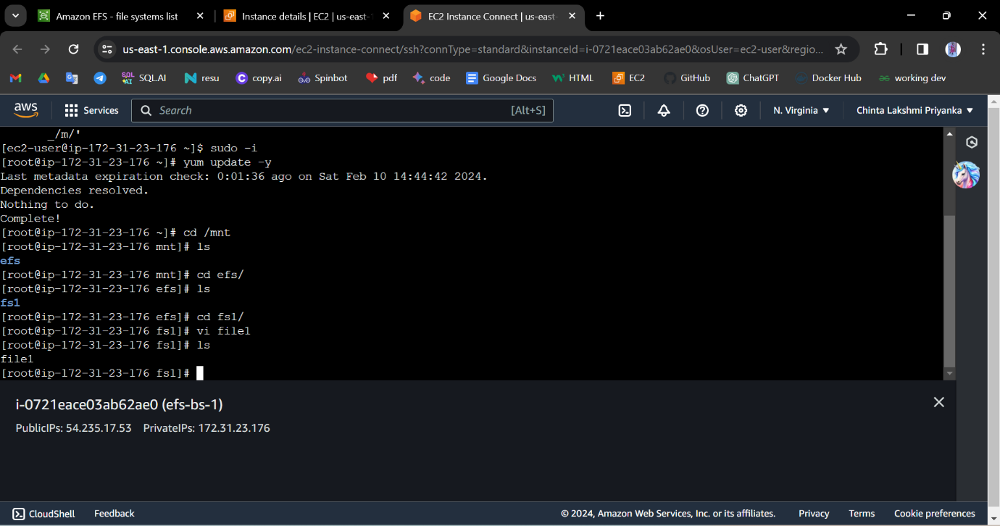 Amazon EFS - file systems list
Instance details | EC2 | us-east-
EC2 Instance Connect | us-east-
us-east-1.console.aws.amazon.com/ec2-instance-connect/ssh?connType=standard&instanceId=i-0721eace03ab62ae0&osUser=ec2-user&regio...
SQL AI SQLAI resu copy.ai Spinbot pdf code Google Docs HTML EC2 GitHub ChatGPT Docker Hub working dev
aws Services Search [Alt+S] N. Virginia Chinta Lakshmi Priyanka
_/m/'
[ec2-user@ip-172-31-23-176 ~]$ sudo -i
[root@ip-172-31-23-176 ~]# yum update -y
Last metadata expiration check: 0:01:36 ago on Sat Feb 10 14:44:42 2024.
Dependencies resolved.
Nothing to do.
Complete!
[root@ip-172-31-23-176 ~]# cd /mnt
[root@ip-172-31-23-176 mnt]# ls
efs
[root@ip-172-31-23-176 mnt]# cd efs/
[root@ip-172-31-23-176 efs]# ls
fs1
[root@ip-172-31-23-176 efs]# cd fs1/
[root@ip-172-31-23-176 fs1]# vi file1
[root@ip-172-31-23-176 fs1]# ls
file1
[root@ip-172-31-23-176 fs1]#
i-0721eace03ab62ae0 (efs-bs-1)
PublicIPs: 54.235.17.53 PrivateIPs: 172.31.23.176
CloudShell Feedback © 2024, Amazon Web Services, Inc. or its affiliates. Privacy Terms Cookie preferences